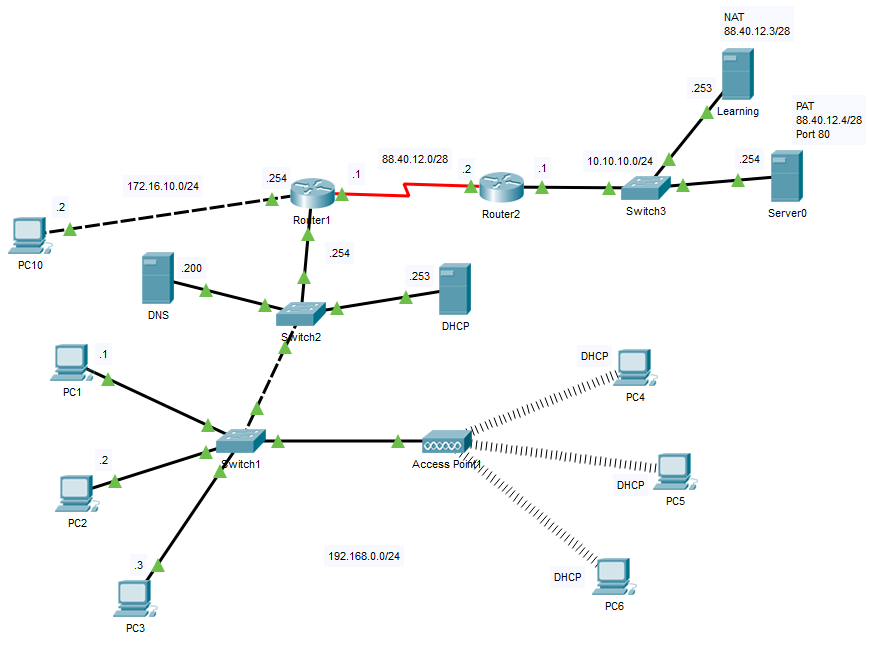 NAT
88.40.12.3/28
.253
Learning
PAT
88.40.12.4/28
Port 80
88.40.12.0/28
.2
.1
10.10.10.0/24
.254
172.16.10.0/24
.254
.1
Router2
Switch3
Server0
.2
Router1
PC10
.254
.200
.253
DNS
Switch2
DHCP
.1
DHCP
PC1
PC4
.2
Switch1
Access Point1
DHCP
PC5
PC2
.3
192.168.0.0/24
DHCP
PC6
PC3